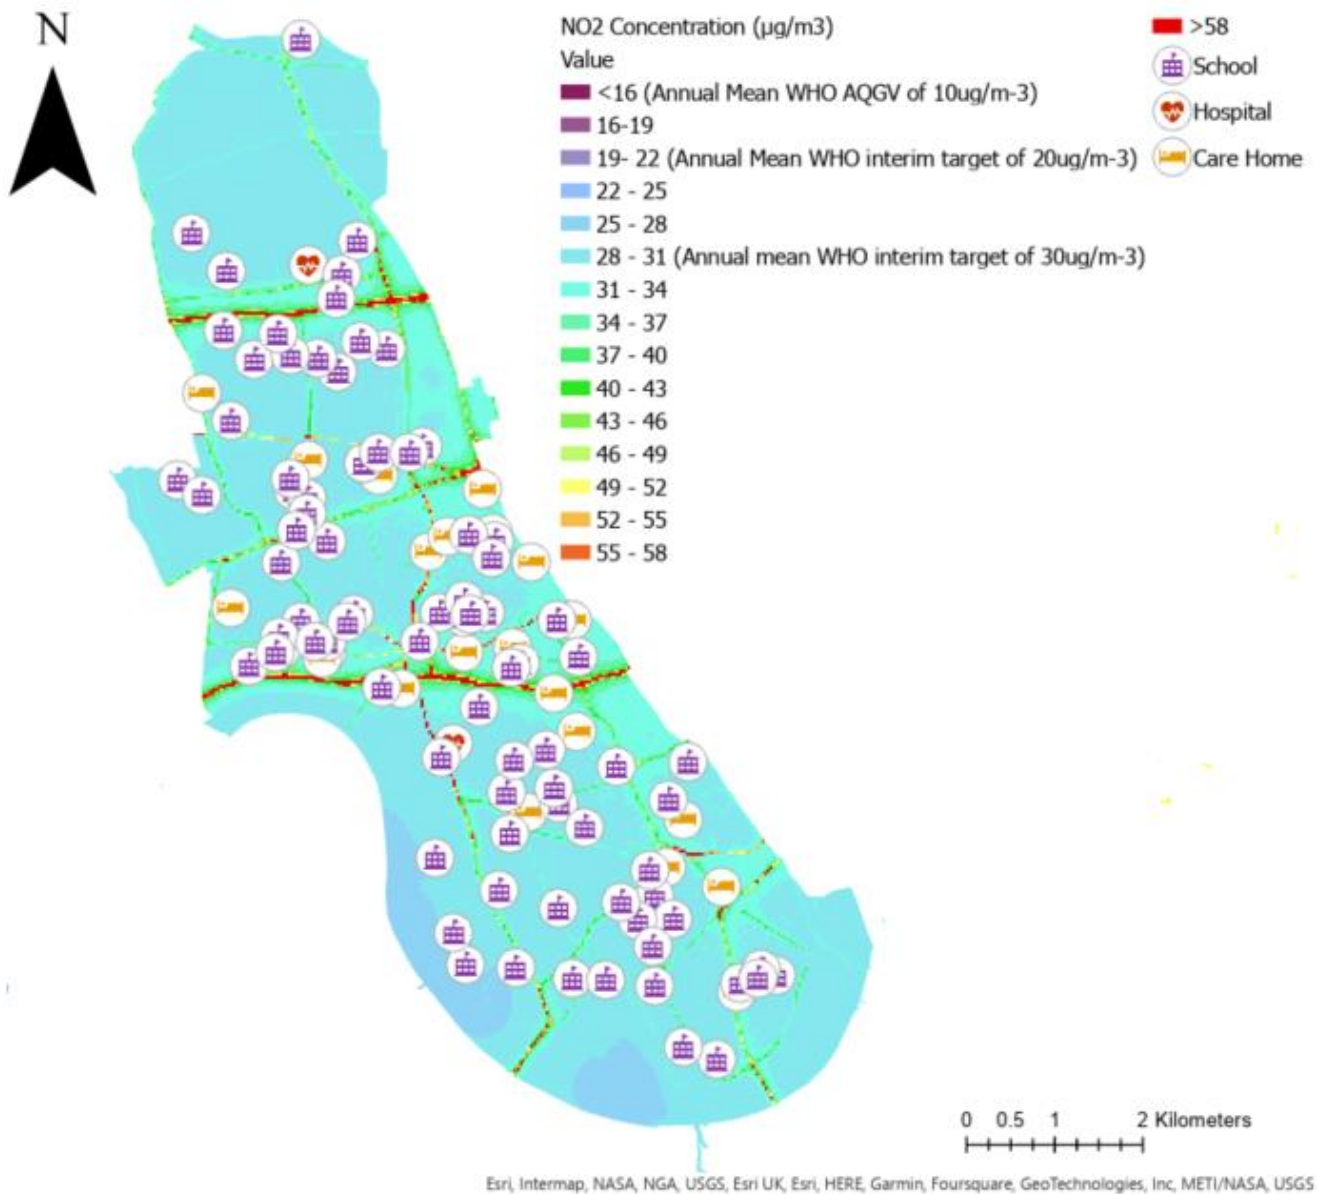 N
NO2 Concentration (µg/m3)
Value
<16 (Annual Mean WHO AQGV of 10ug/m-3)
16-19
19- 22 (Annual Mean WHO interim target of 20ug/m-3)
22 - 25
25 - 28
28 - 31 (Annual mean WHO interim target of 30ug/m-3)
31 - 34
34 - 37
37 - 40
40 - 43
43 - 46
46 - 49
49 - 52
52 - 55
55 - 58
>58
School
Hospital
Care Home
0 0.5 1 2 Kilometers
Esri, Intermap, NASA, NGA, USGS, Esri UK, Esri, HERE, Garmin, Foursquare, GeoTechnologies, Inc, METI/NASA, USGS